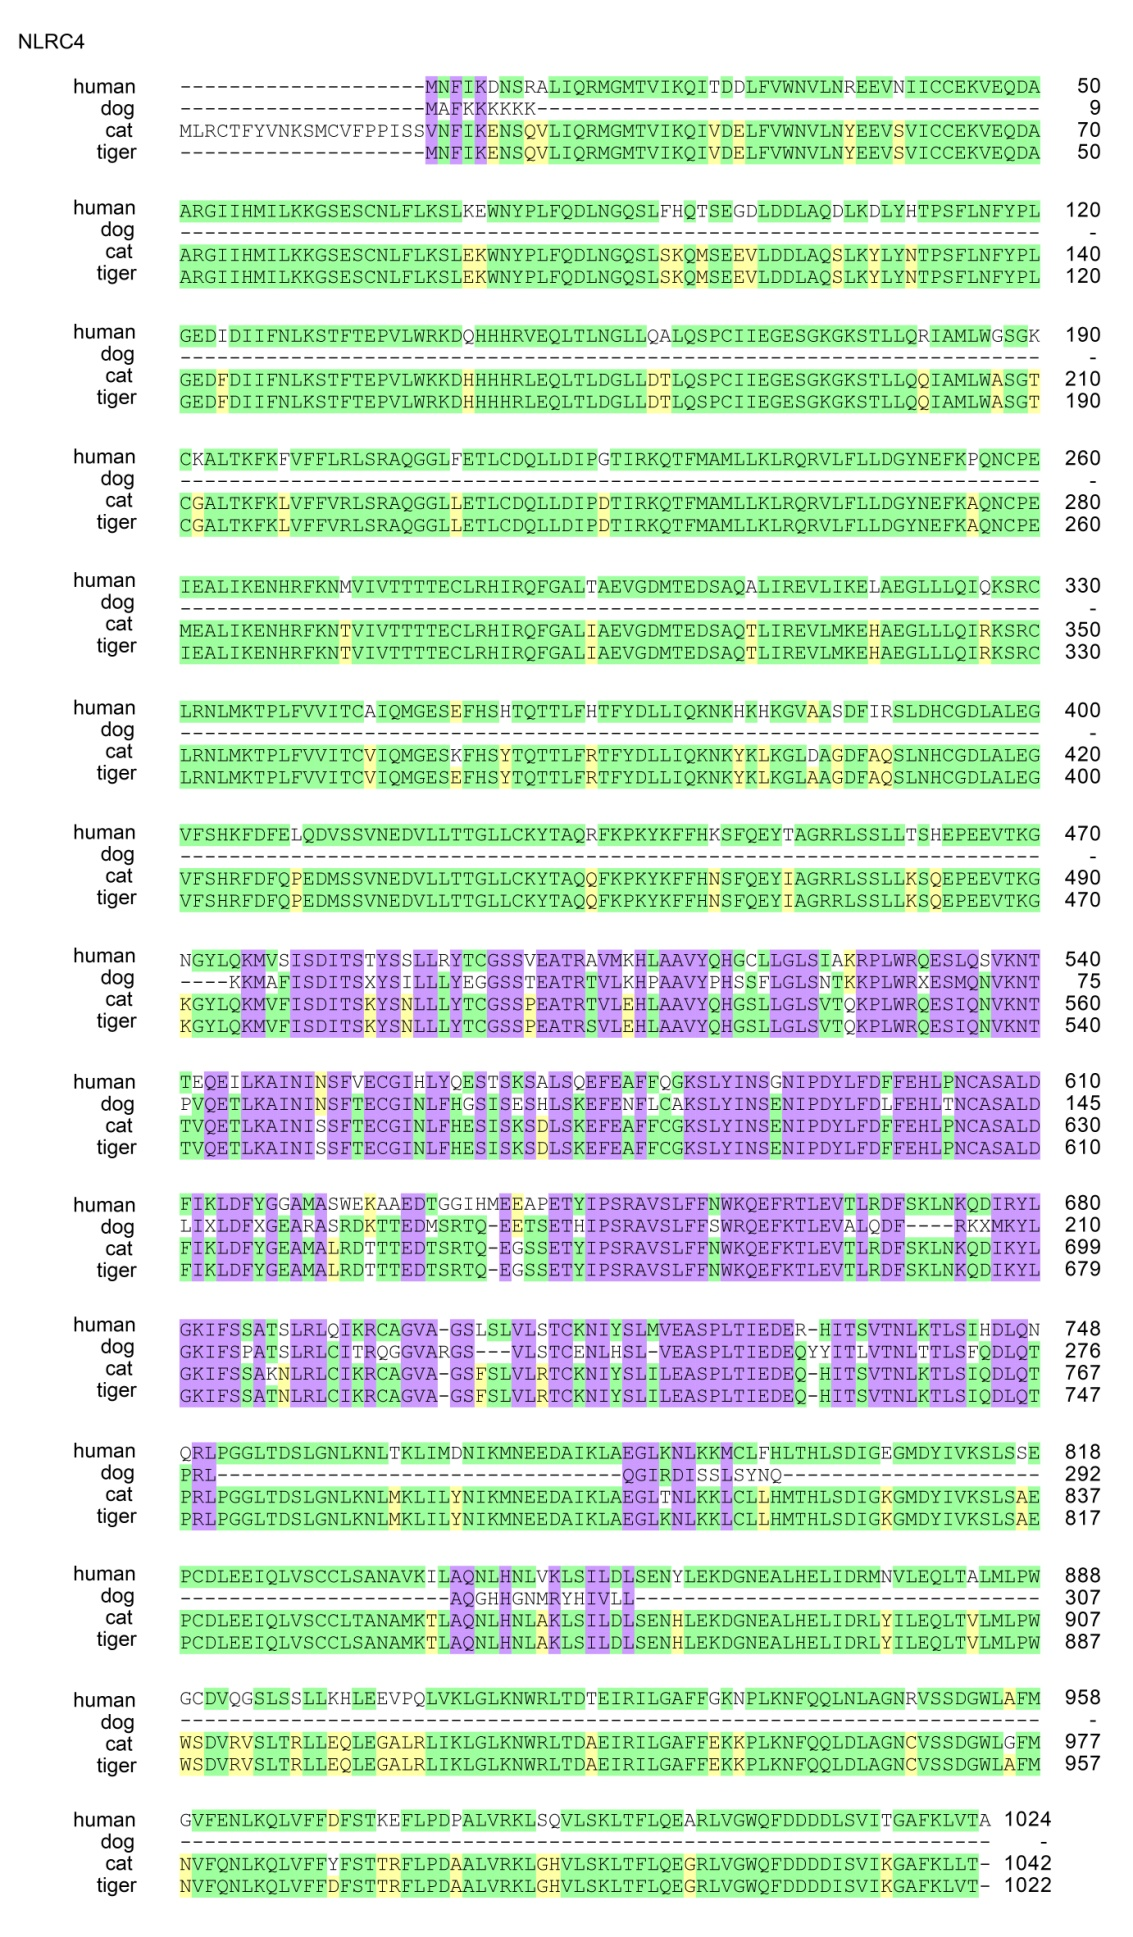 NLRC4
human --------------------MNFIKDNSRALIQRMGMTVIKQITDDLFVWNVLNREEVNIICCEKVEQDA 50
dog --------------------MAFKKKKKK----------------------------------------- 9
cat MLRCTFYVNKSMCVFPPISSVNFIKENSQVLIQRMGMTVIKQIVDELFVWNVLNYEEVSVICCEKVEQDA 70
tiger --------------------MNFIKENSQVLIQRMGMTVIKQIVDELFVWNVLNYEEVSVICCEKVEQDA 50
human ARGIIHMILKKGSESCNLFLKSLKEWNYPLFQDLNGQSLFHQTSEGDLDDLAQDLKDLYHTPSFLNFYPL 120
dog ---------------------------------------------------------------------- -
cat ARGIIHMILKKGSESCNLFLKSLEKWNYPLFQDLNGQSLSKQMSEEVLDDLAQSLKYLYNTPSFLNFYPL 140
tiger ARGIIHMILKKGSESCNLFLKSLEKWNYPLFQDLNGQSLSKQMSEEVLDDLAQSLKYLYNTPSFLNFYPL 120
human GEDIDIIFNLKSTFTEPVLWRKDQHHHRVEQLTLNGLLQALQSPCIIEGESGKGKSTLLQRIAMLWGSGK 190
dog ---------------------------------------------------------------------- -
cat GEDFDIIFNLKSTFTEPVLWKKDHHHHRLEQLTLDGLLDTLQSPCIIEGESGKGKSTLLQQIAMLWASGT 210
tiger GEDFDIIFNLKSTFTEPVLWRKDHHHHRLEQLTLDGLLDTLQSPCIIEGESGKGKSTLLQQIAMLWASGT 190
human CKALTKFKFVFFLRLSRAQGGLFETLCDQLLDIPGTIRKQTFMAMLLKLRQRVLFLLDGYNEFKPQNCPE 260
dog ---------------------------------------------------------------------- -
cat CGALTKFKLVFFVRLSRAQGGLLETLCDQLLDIPDTIRKQTFMAMLLKLRQRVLFLLDGYNEFKAQNCPE 280
tiger CGALTKFKLVFFVRLSRAQGGLLETLCDQLLDIPDTIRKQTFMAMLLKLRQRVLFLLDGYNEFKAQNCPE 260
human IEALIKENHRFKNMVIVTTTTECLRHIRQFGALTAEVGDMTEDSAQALIREVLIKELAEGLLLQIQKSRC 330
dog ---------------------------------------------------------------------- -
cat MEALIKENHRFKNTVIVTTTTECLRHIRQFGALIAEVGDMTEDSAQTLIREVLMKEHAEGLLLQIRKSRC 350
tiger IEALIKENHRFKNTVIVTTTTECLRHIRQFGALIAEVGDMTEDSAQTLIREVLMKEHAEGLLLQIRKSRC 330
human LRNLMKTPLFVVITCAIQMGESEFHSHTQTTLFHTFYDLLIQKNKHKHKGVAASDFIRSLDHCGDLALEG 400
dog ---------------------------------------------------------------------- -
cat LRNLMKTPLFVVITCVIQMGESKFHSYTQTTLFRTFYDLLIQKNKYKLKGLDAGDFAQSLNHCGDLALEG 420
tiger LRNLMKTPLFVVITCVIQMGESEFHSYTQTTLFRTFYDLLIQKNKYKLKGLAAGDFAQSLNHCGDLALEG 400
human VFSHKFDFELQDVSSVNEDVLLTTGLLCKYTAQRFKPKYKFFHKSFQEYTAGRRLSSLLTSHEPEEVTKG 470
dog ---------------------------------------------------------------------- -
cat VFSHRFDFQPEDMSSVNEDVLLTTGLLCKYTAQQFKPKYKFFHNSFQEYIAGRRLSSLLKSQEPEEVTKG 490
tiger VFSHRFDFQPEDMSSVNEDVLLTTGLLCKYTAQQFKPKYKFFHNSFQEYIAGRRLSSLLKSQEPEEVTKG 470
human NGYLQKMVSISDITSTYSSLLRYTCGSSVEATRAVMKHLAAVYQHGCLLGLSIAKRPLWRQESLQSVKNT 540
dog ----KKMAFISDITSXYSILLLYEGGSSTEATRTVLKHPAAVYPHSSFLGLSNTKKPLWRXESMQNVKNT 75
cat KGYLQKMVFISDITSKYSNLLLYTCGSSPEATRTVLEHLAAVYQHGSLLGLSVTQKPLWRQESIQNVKNT 560
tiger KGYLQKMVFISDITSKYSNLLLYTCGSSPEATRSVLEHLAAVYQHGSLLGLSVTQKPLWRQESIQNVKNT 540
human TEQEILKAININSFVECGIHLYQESTSKSALSQEFEAFFQGKSLYINSGNIPDYLFDFFEHLPNCASALD 610
dog PVQETLKAININSFTECGINLFHGSISESHLSKEFENFLCAKSLYINSENIPDYLFDLFEHLTNCASALD 145
cat TVQETLKAINISSFTECGINLFHESISKSDLSKEFEAFFCGKSLYINSENIPDYLFDFFEHLPNCASALD 630
tiger TVQETLKAINISSFTECGINLFHESISKSDLSKEFEAFFCGKSLYINSENIPDYLFDFFEHLPNCASALD 610
human FIKLDFYGGAMASWEKAAEDTGGIHMEEAPETYIPSRAVSLFFNWKQEFRTLEVTLRDFSKLNKQDIRYL 680
dog LIXLDFXGEARASRDKTTEDMSRTQ-EETSETHIPSRAVSLFFSWRQEFKTLEVALQDF----RKXMKYL 210
cat FIKLDFYGEAMALRDTTTEDTSRTQ-EGSSETYIPSRAVSLFFNWKQEFKTLEVTLRDFSKLNKQDIKYL 699
tiger FIKLDFYGEAMALRDTTTEDTSRTQ-EGSSETYIPSRAVSLFFNWKQEFKTLEVTLRDFSKLNKQDIKYL 679
human GKIFSSATSLRLQIKRCAGVA-GSLSLVLSTCKNIYSLMVEASPLTIEDER-HITSVTNLKTLSIHDLQN 748
dog GKIFSPATSLRLCITRQGGVARGS---VLSTCENLHSL-VEASPLTIEDEQYYITLVTNLTTLSFQDLQT 276
cat GKIFSSAKNLRLCIKRCAGVA-GSFSLVLRTCKNIYSLILEASPLTIEDEQ-HITSVTNLKTLSIQDLQT 767
tiger GKIFSSATNLRLCIKRCAGVA-GSFSLVLRTCKNIYSLILEASPLTIEDEQ-HITSVTNLKTLSIQDLQT 747
human QRLPGGLTDSLGNLKNLTKLIMDNIKMNEEDAIKLAEGLKNLKKMCLFHLTHLSDIGEGMDYIVKSLSSE 818
dog PRL---------------------------------QGIRDISSLSYNQ--------------------- 292
cat PRLPGGLTDSLGNLKNLMKLILYNIKMNEEDAIKLAEGLTNLKKLCLLHMTHLSDIGKGMDYIVKSLSAE 837
tiger PRLPGGLTDSLGNLKNLMKLILYNIKMNEEDAIKLAEGLKNLKKLCLLHMTHLSDIGKGMDYIVKSLSAE 817
human PCDLEEIQLVSCCLSANAVKILAQNLHNLVKLSILDLSENYLEKDGNEALHELIDRMNVLEQLTALMLPW 888
dog ----------------------AQGHHGNMRYHIVLL--------------------------------- 307
cat PCDLEEIQLVSCCLTANAMKTLAQNLHNLAKLSILDLSENHLEKDGNEALHELIDRLYILEQLTVLMLPW 907
tiger PCDLEEIQLVSCCLSANAMKTLAQNLHNLAKLSILDLSENHLEKDGNEALHELIDRLYILEQLTVLMLPW 887
human GCDVQGSLSSLLKHLEEVPQLVKLGLKNWRLTDTEIRILGAFFGKNPLKNFQQLNLAGNRVSSDGWLAFM 958
dog ---------------------------------------------------------------------- -
cat WSDVRVSLTRLLEQLEGALRLIKLGLKNWRLTDAEIRILGAFFEKKPLKNFQQLDLAGNCVSSDGWLGFM 977
tiger WSDVRVSLTRLLEQLEGALRLIKLGLKNWRLTDAEIRILGAFFEKKPLKNFQQLDLAGNCVSSDGWLAFM 957
human GVFENLKQLVFFDFSTKEFLPDPALVRKLSQVLSKLTFLQEARLVGWQFDDDDLSVITGAFKLVTA 1024
dog ------------------------------------------------------------------ -
cat NVFQNLKQLVFFYFSTTRFLPDAALVRKLGHVLSKLTFLQEGRLVGWQFDDDDISVIKGAFKLLT- 1042
tiger NVFQNLKQLVFFDFSTTRFLPDAALVRKLGHVLSKLTFLQEGRLVGWQFDDDDISVIKGAFKLVT- 1022